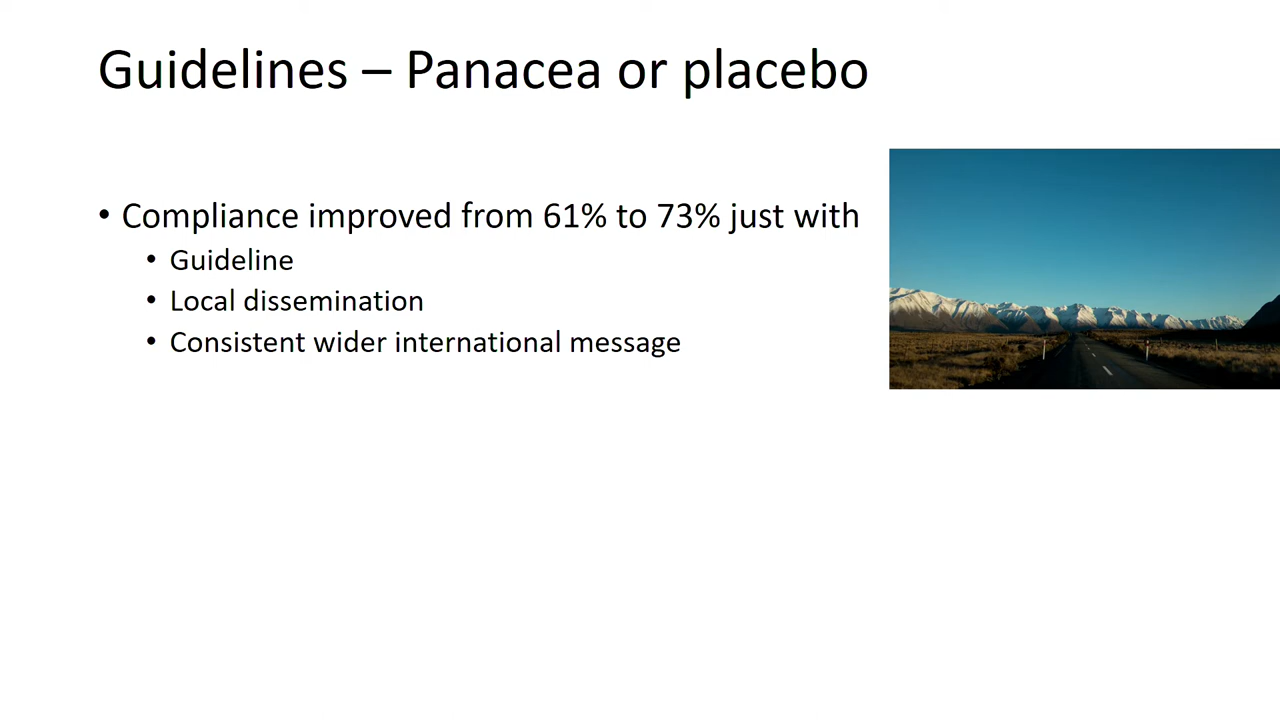 Guidelines – Panacea or placebo
• Compliance improved from 61% to 73% just with
• Guideline
• Local dissemination
• Consistent wider international message